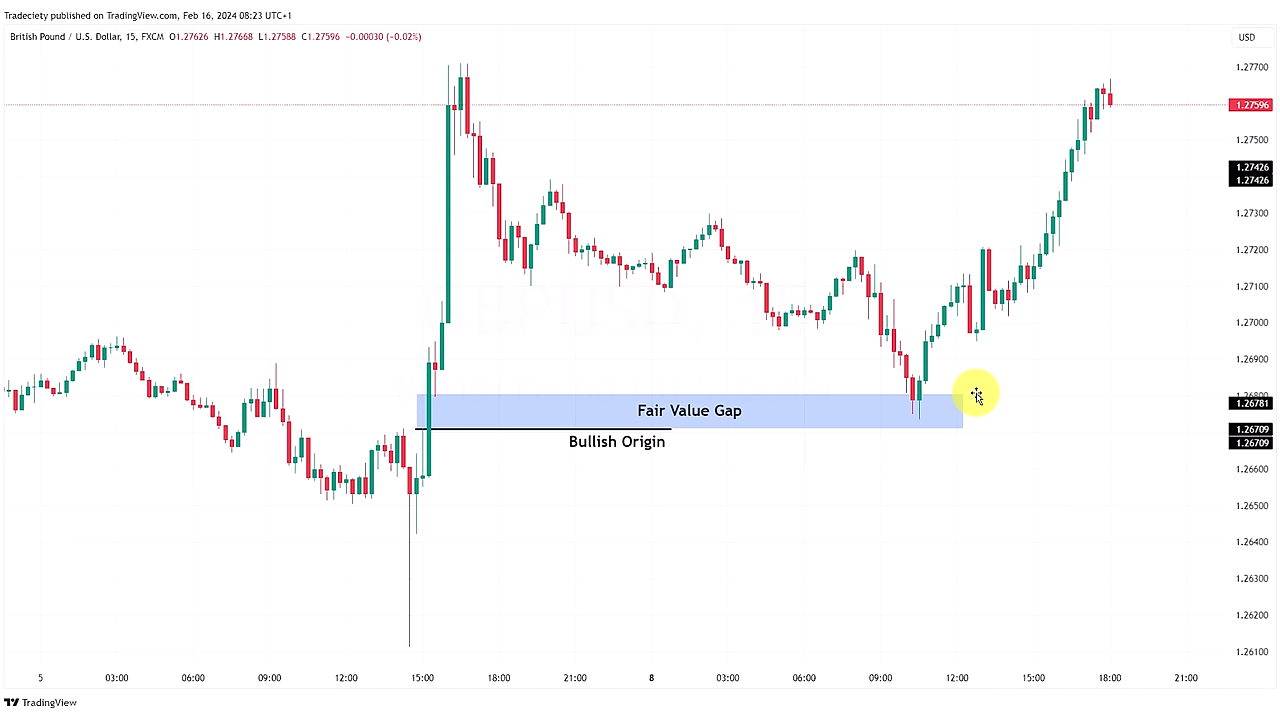 Tradeciety published on TradingView.com, Feb 16, 2024 08:23 UTC+1
British Pound / U.S. Dollar, 15, FXCM O1.27626 H1.27668 L1.27588 C1.27596 −0.00030 (−0.02%)
USD
1.27700
1.27596
1.27500
1.27426
1.27426
1.27300
1.27200
1.27100
1.27000
1.26900
1.26781
1.26709
1.26709
1.26600
1.26500
1.26400
1.26300
1.26200
1.26100
Fair Value Gap
Bullish Origin
5 03:00 06:00 09:00 12:00 15:00 18:00 21:00 8 03:00 06:00 09:00 12:00 15:00 18:00 21:00
TradingView